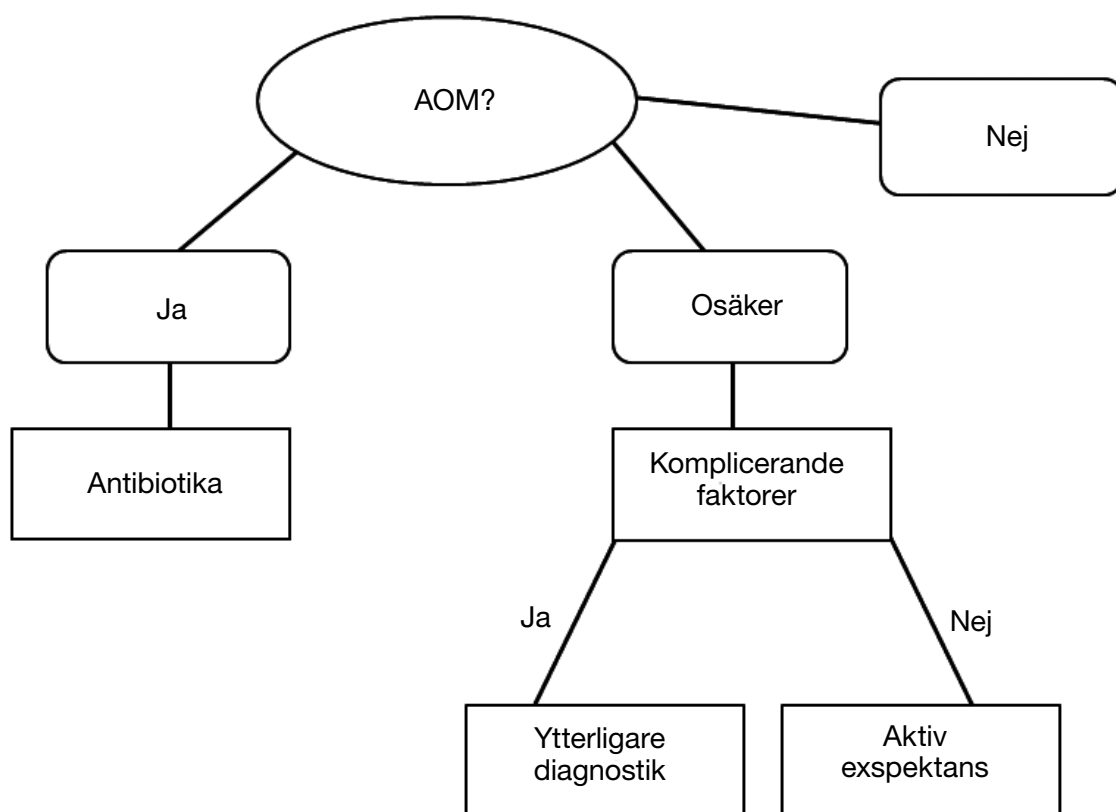 AOM?
Nej
Ja
Osäker
Antibiotika
Komplicerande
faktorer
Ja
Nej
Ytterligare
diagnostik
Aktiv
exspektans